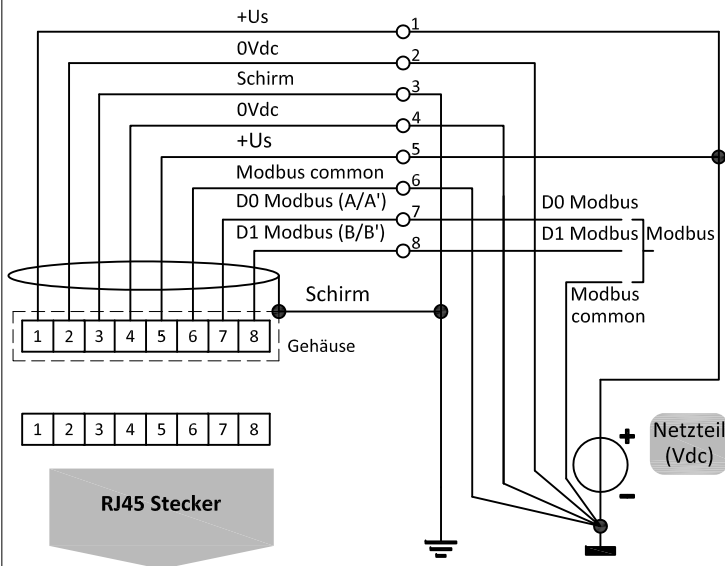 +Us
1
0Vdc
2
Schirm
3
0Vdc
4
+Us
5
Modbus common
6
D0 Modbus (A/A')
7
D0 Modbus
D1 Modbus (B/B')
8
D1 Modbus
Modbus
Modbus
common
Schirm
1 2 3 4 5 6 7 8
Gehäuse
1 2 3 4 5 6 7 8
RJ45 Stecker
+
Netzteil
(Vdc)
−